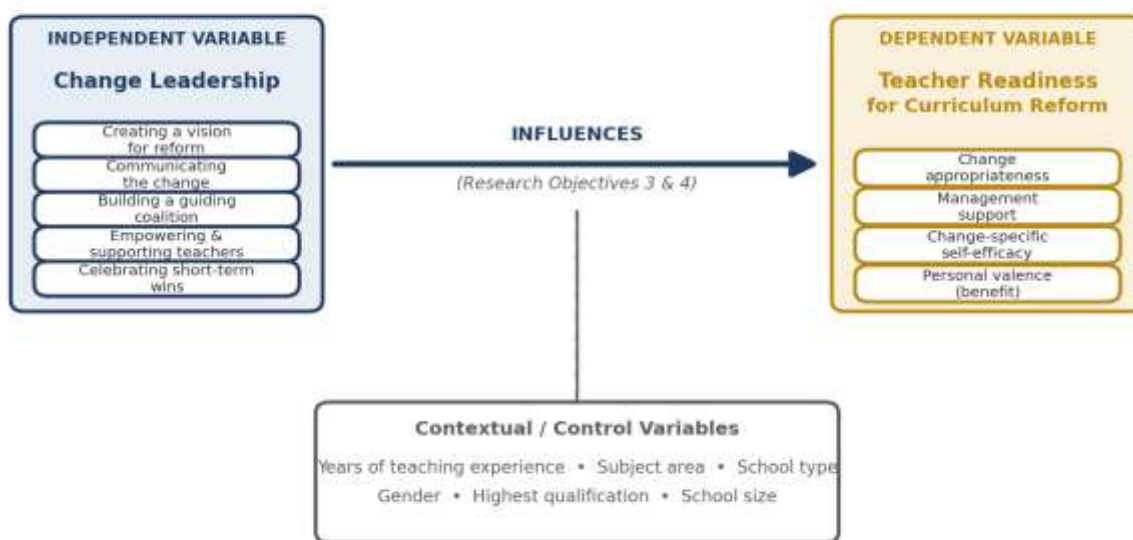 INDEPENDENT VARIABLE
Change Leadership
Creating a vision
for reform
Communicating
the change
Building a guiding
coalition
Empowering &
supporting teachers
Celebrating short-term
wins
INFLUENCES
(Research Objectives 3 & 4)
DEPENDENT VARIABLE
Teacher Readiness
for Curriculum Reform
Change
appropriateness
Management
support
Change-specific
self-efficacy
Personal valence
(benefit)
Contextual / Control Variables
Years of teaching experience • Subject area • School type
Gender • Highest qualification • School size